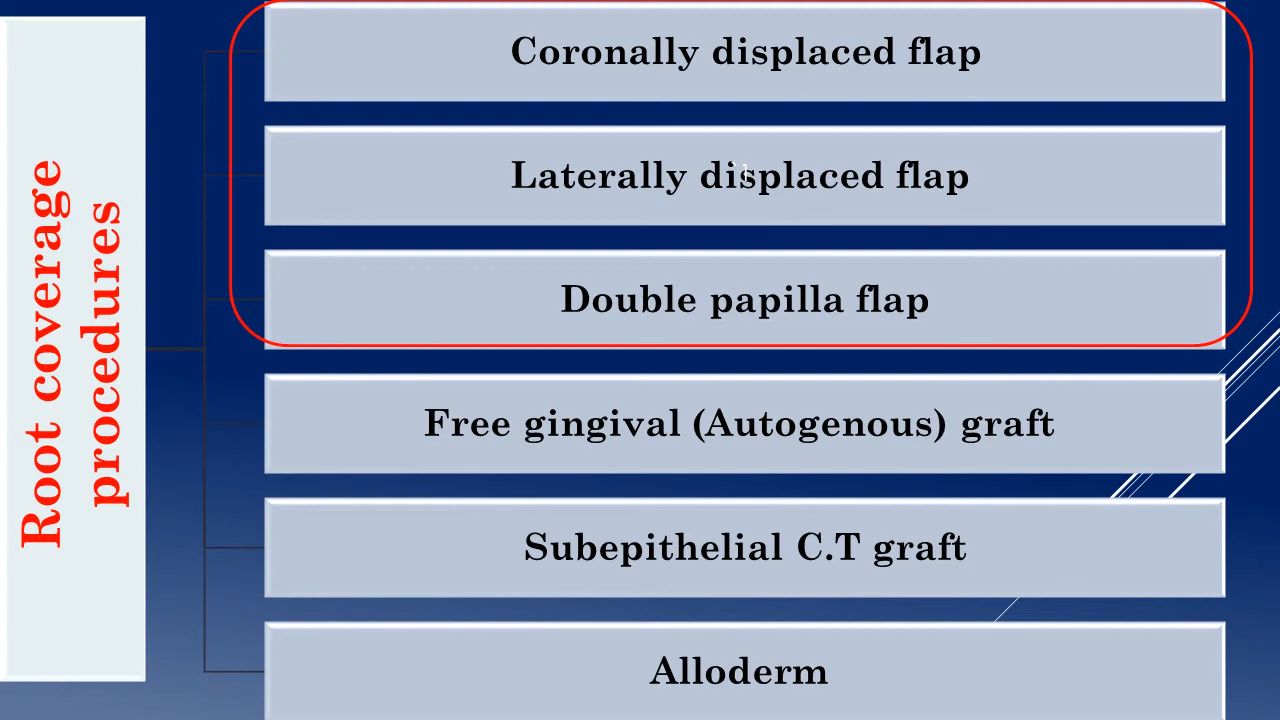 Root coverage
procedures
Coronally displaced flap
Laterally displaced flap
Double papilla flap
Free gingival (Autogenous) graft
Subepithelial C.T graft
Alloderm